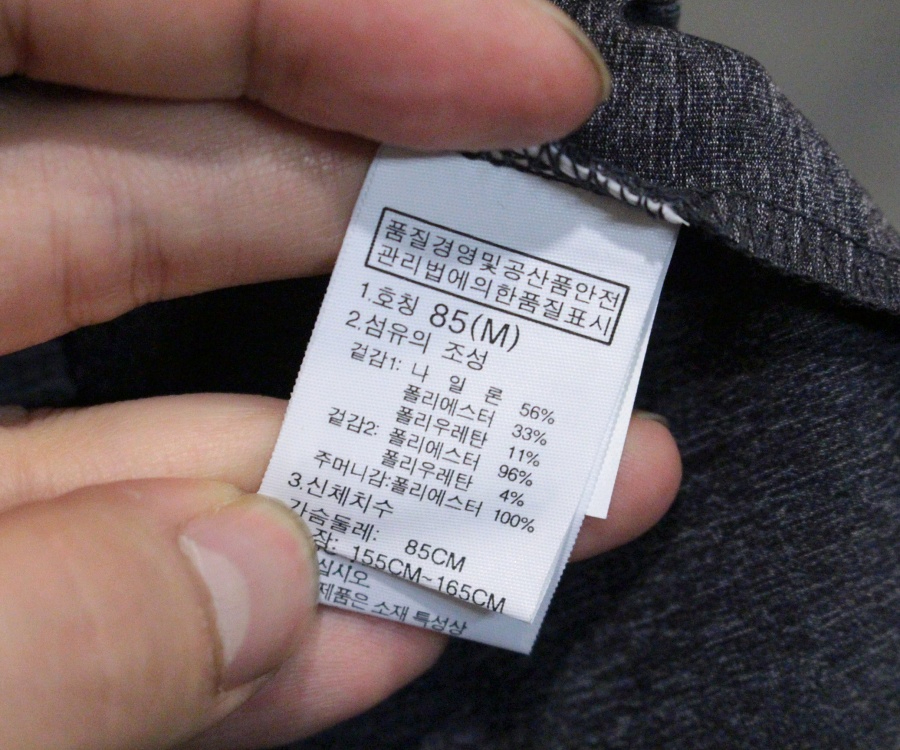 품질경영및공산품안전
관리법에의한품질표시
1.호칭 85(M)
2.섬유의 조성
겉감1: 나 일 론 56%
폴리에스터 33%
폴리우레탄 11%
겉감2: 폴리에스터 96%
폴리우레탄 4%
주머니감:폴리에스터 100%
3.신체치수
가슴둘레: 85CM
장: 155CM~165CM
십시오
제품은 소재 특성상